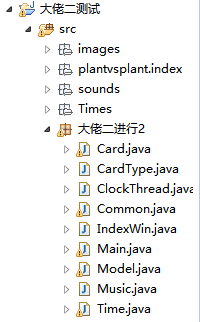 大佬二测试
src
images
plantvsplant.index
sounds
Times
大佬二进行2
Card.java
CardType.java
ClockThread.java
Common.java
IndexWin.java
Main.java
Model.java
Music.java
Time.java